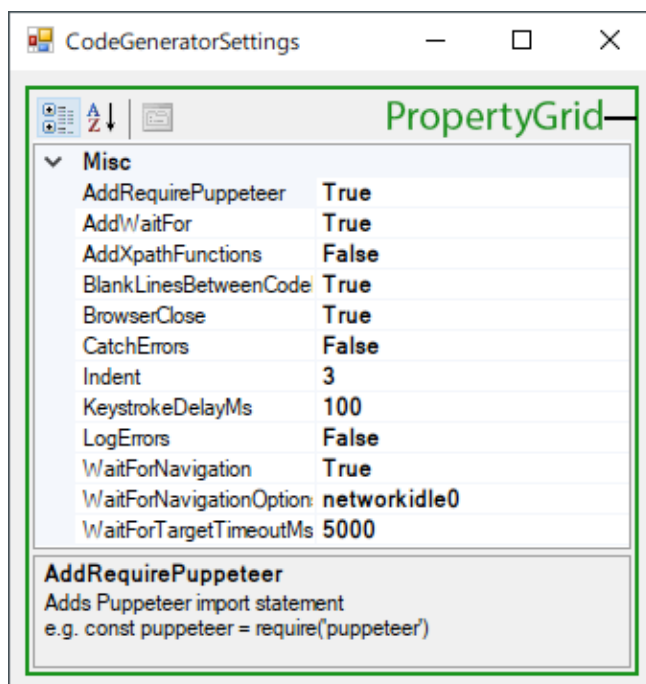 CodeGeneratorSettings
PropertyGrid
Misc
AddRequirePuppeteer True
AddWaitFor True
AddXpathFunctions False
BlankLinesBetweenCode True
BrowserClose True
CatchErrors False
Indent 3
KeystrokeDelayMs 100
LogErrors False
WaitForNavigation True
WaitForNavigationOption networkidle0
WaitForTargetTimeoutMs 5000
AddRequirePuppeteer
Adds Puppeteer import statement
e.g. const puppeteer = require('puppeteer')